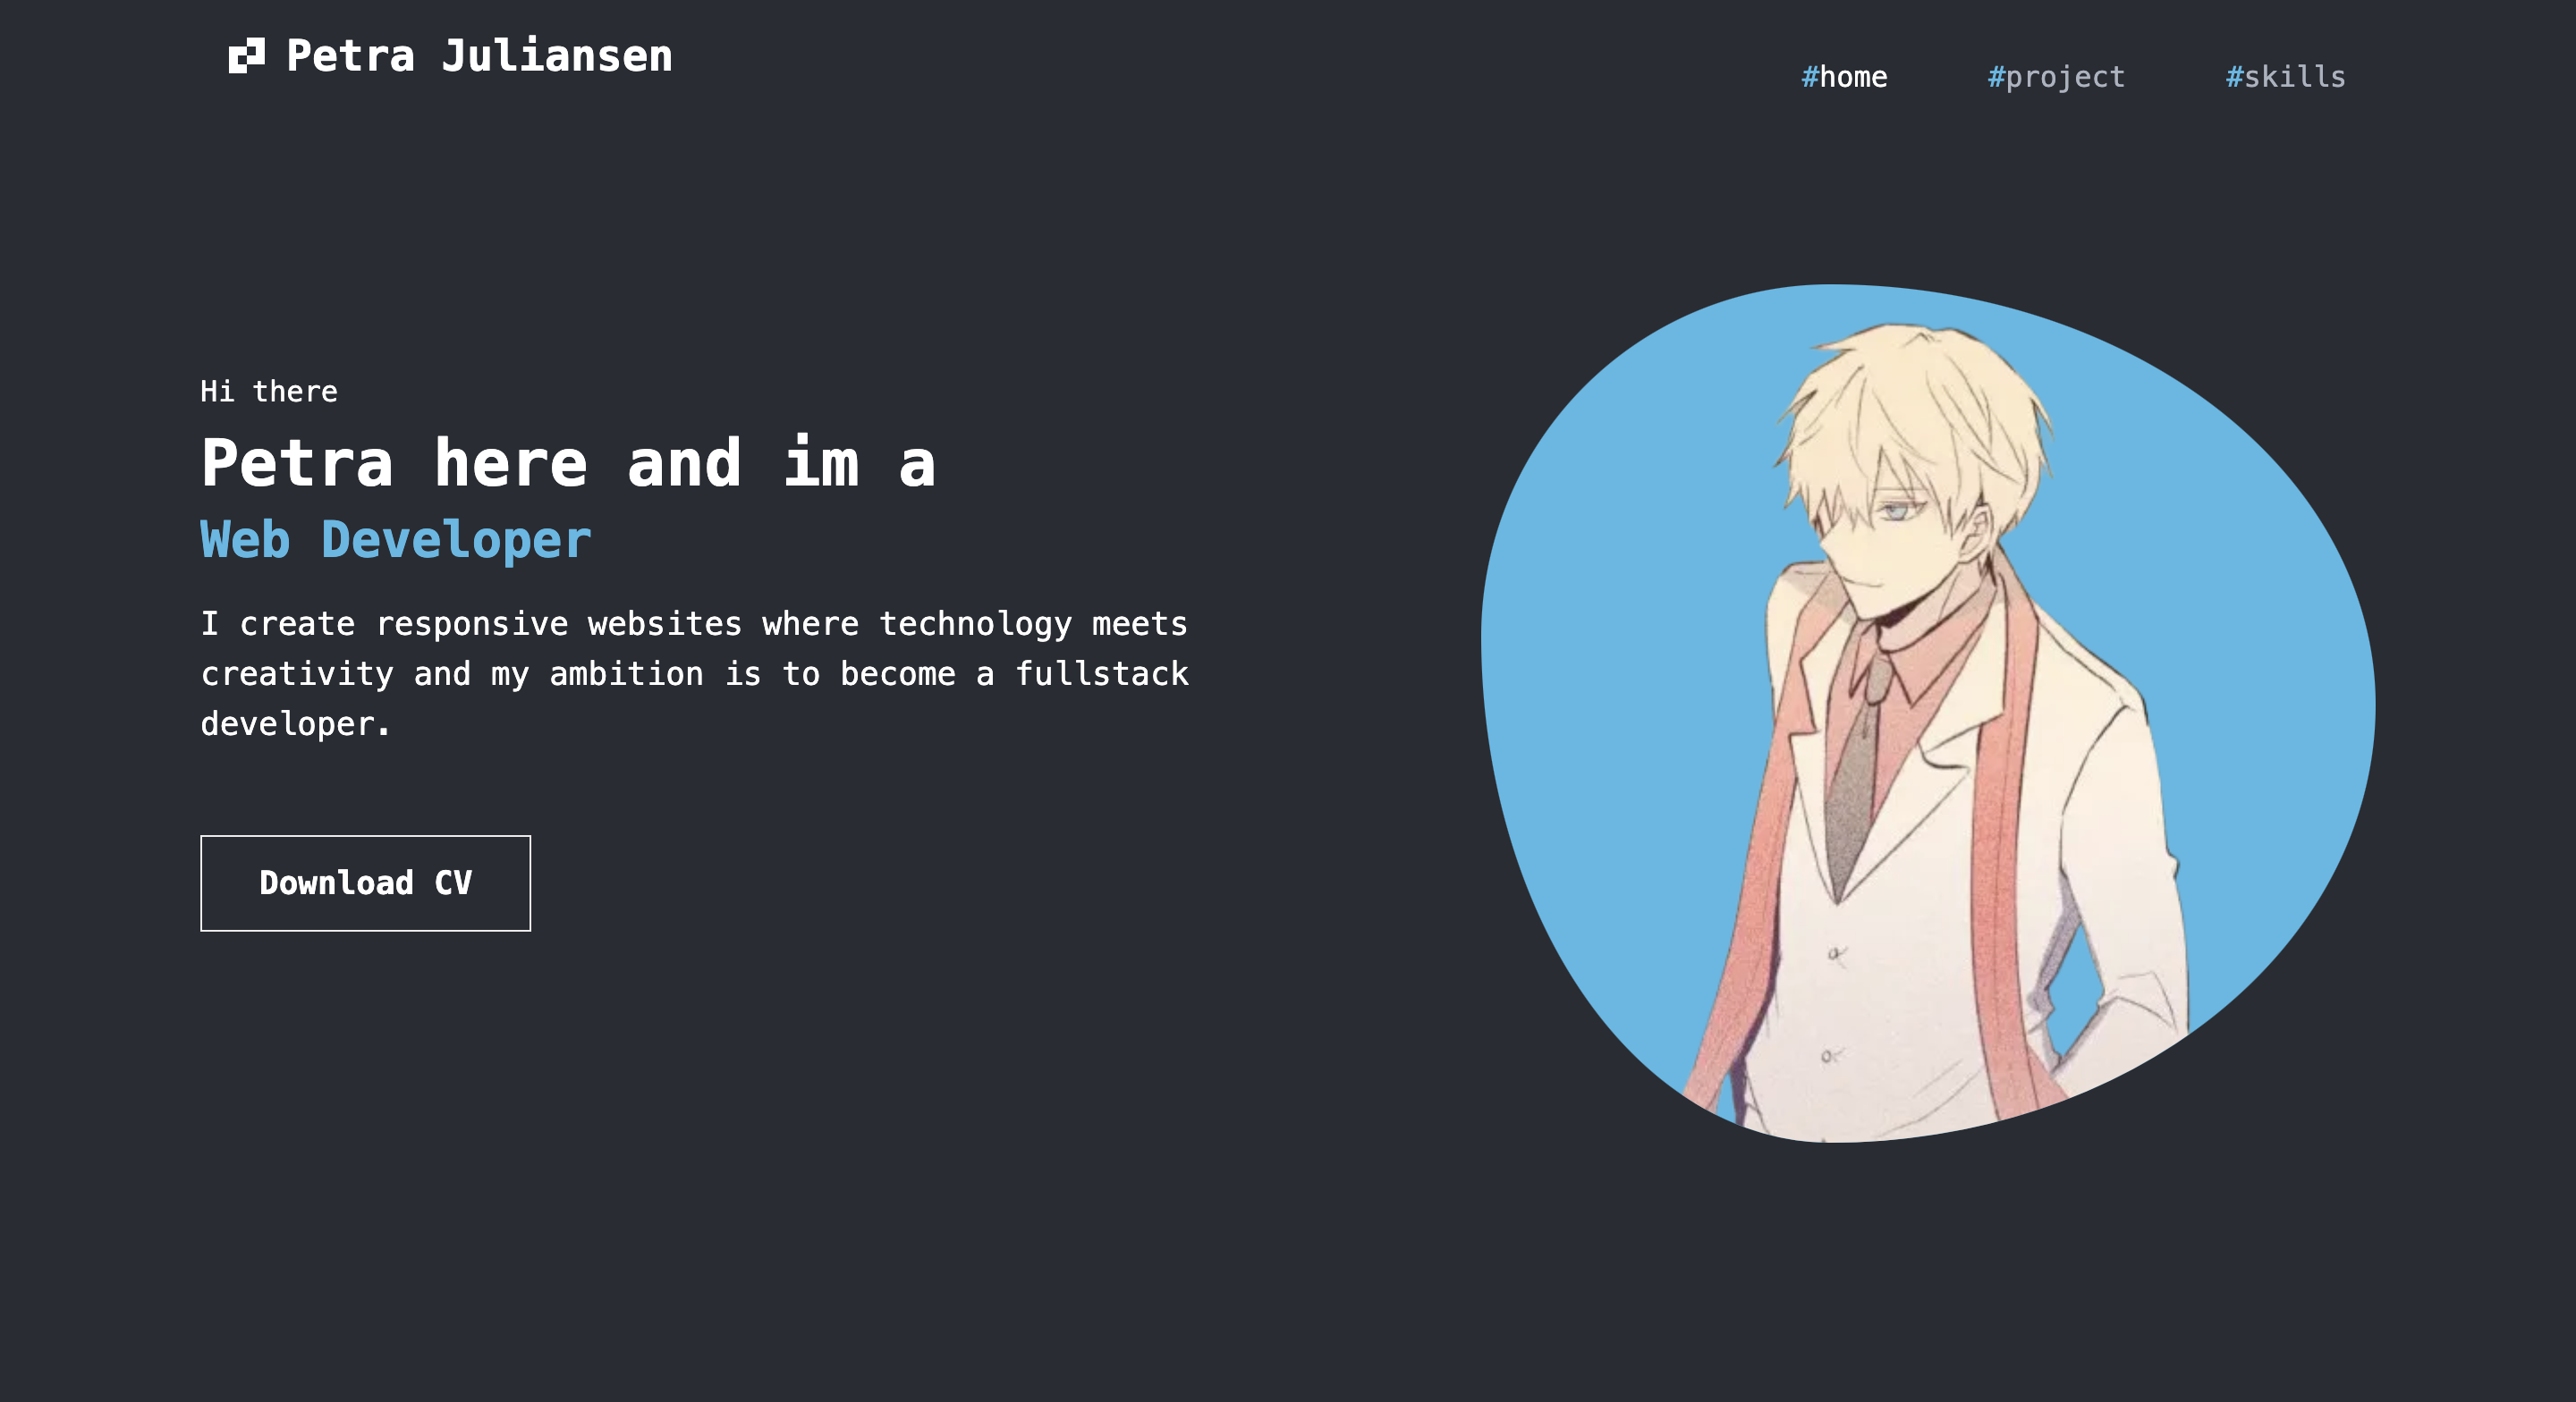 Petra Juliansen
#home #project #skills
Hi there
Petra here and im a
Web Developer
I create responsive websites where technology meets
creativity and my ambition is to become a fullstack
developer.
Download CV